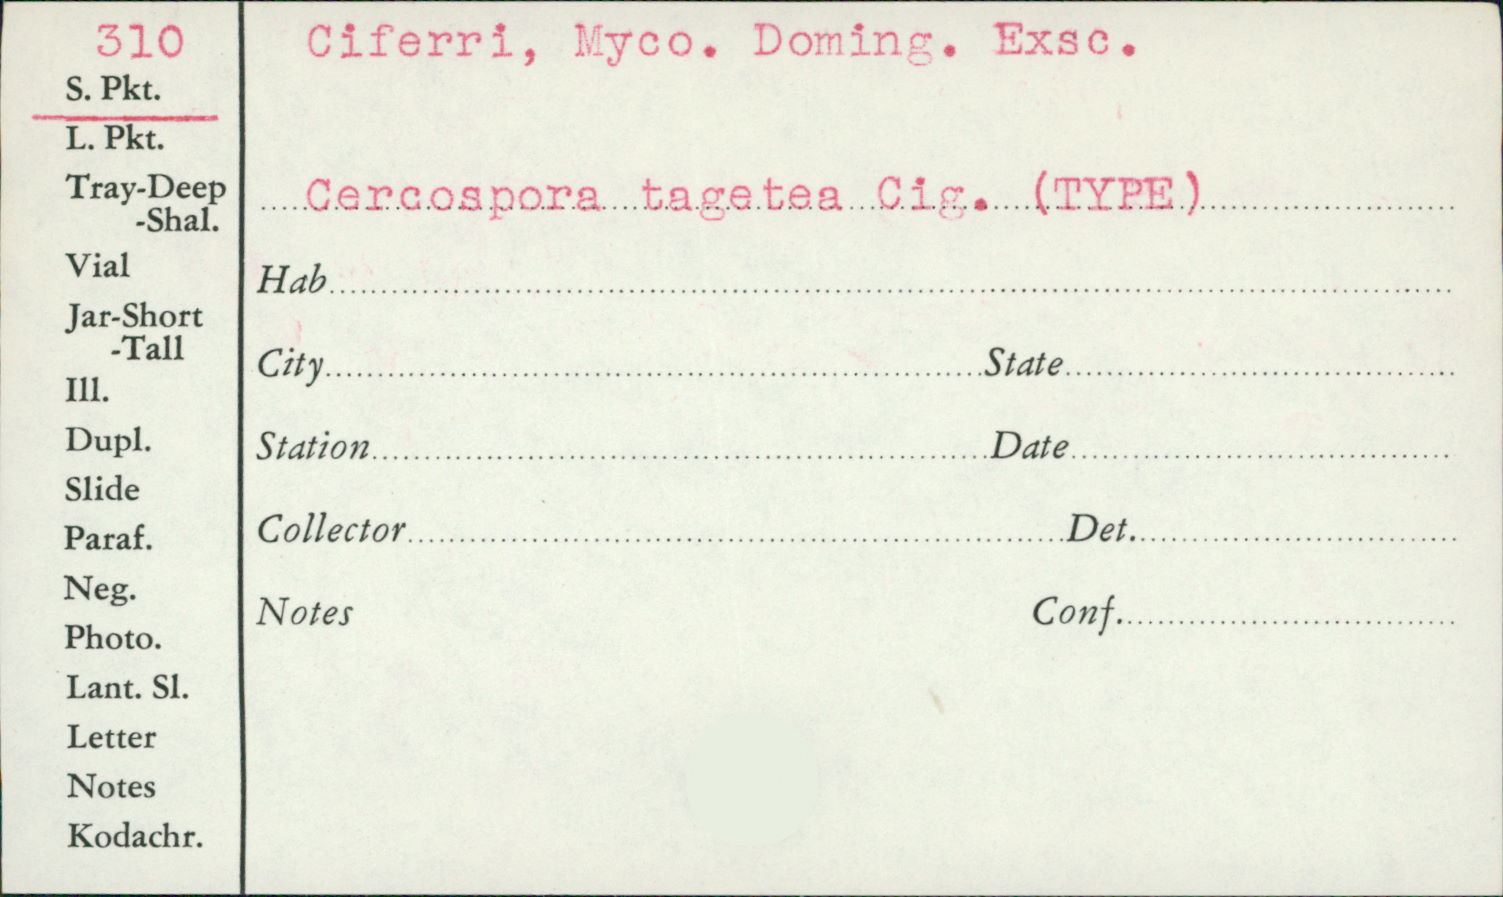 310
S. Pkt.
L. Pkt.
Tray-Deep
-Shal.
Vial
Jar-Short
-Tall
Ill.
Dupl.
Slide
Paraf.
Neg.
Photo.
Lant. Sl.
Letter
Notes
Kodachr.
Ciferri, Myco. Doming. Exsc.
Cercospora tagetea Cig. (TYPE)
Hab
City State
Station Date
Collector Det.
Notes Conf.